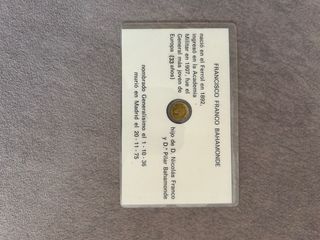 FRANCISCO FRANCO BAHAMONDE
nació en el Ferrol en 1892,
ingresó en la Academia
Militar en 1997, fue el
General más joven de
Europa (33 años)
hijo de D. Nicolás Franco
y D.ª Pilar Bahamonde
nombrado Generalísimo el 1-10-36
murió en Madrid el 20-11-75